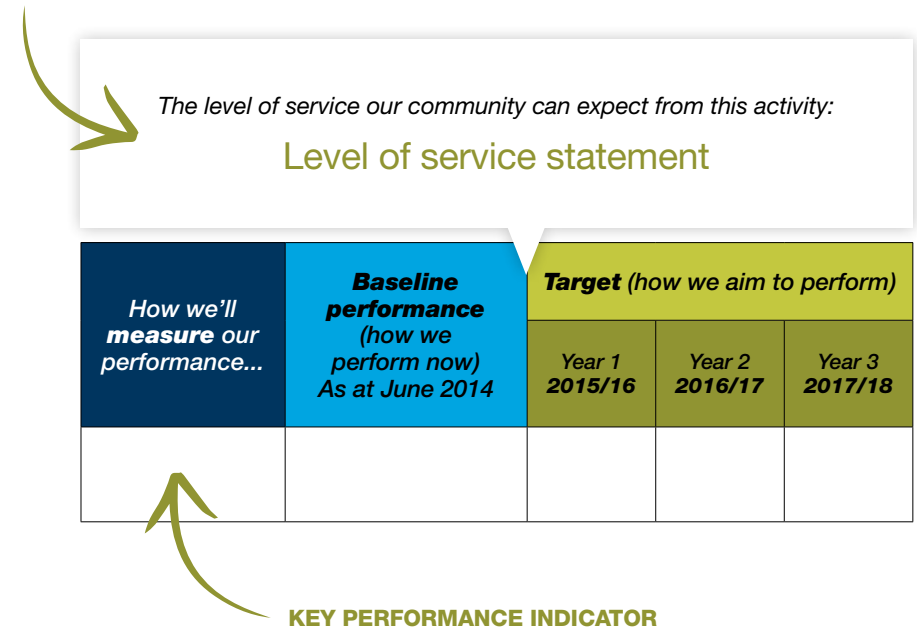 The level of service our community can expect from this activity:
Level of service statement
How we'll
measure our
performance...
Baseline
performance
(how we
perform now)
As at June 2014
Target (how we aim to perform)
Year 1
2015/16
Year 2
2016/17
Year 3
2017/18
KEY PERFORMANCE INDICATOR